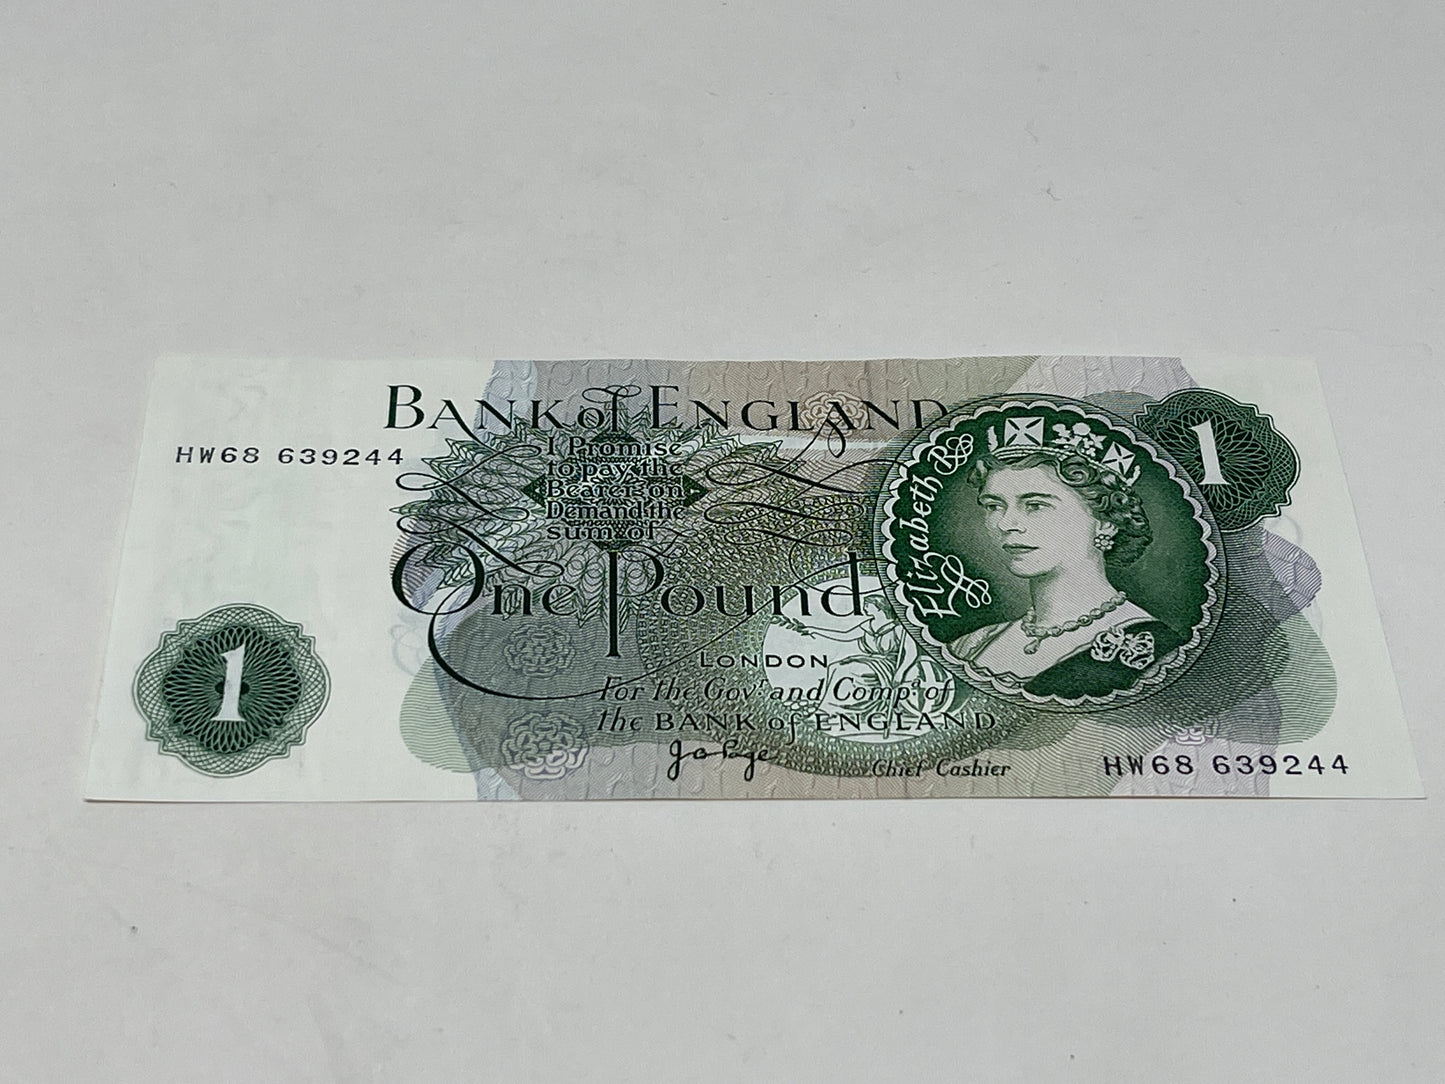 BANK of ENGLAND
HW68 639244
I Promise
to pay the
Bearer on
Demand the
sum of
One Pound
LONDON
For the Govr. and Compa. of
the BANK of ENGLAND
Chief Cashier
HW68 639244
Elizabeth R
1
1